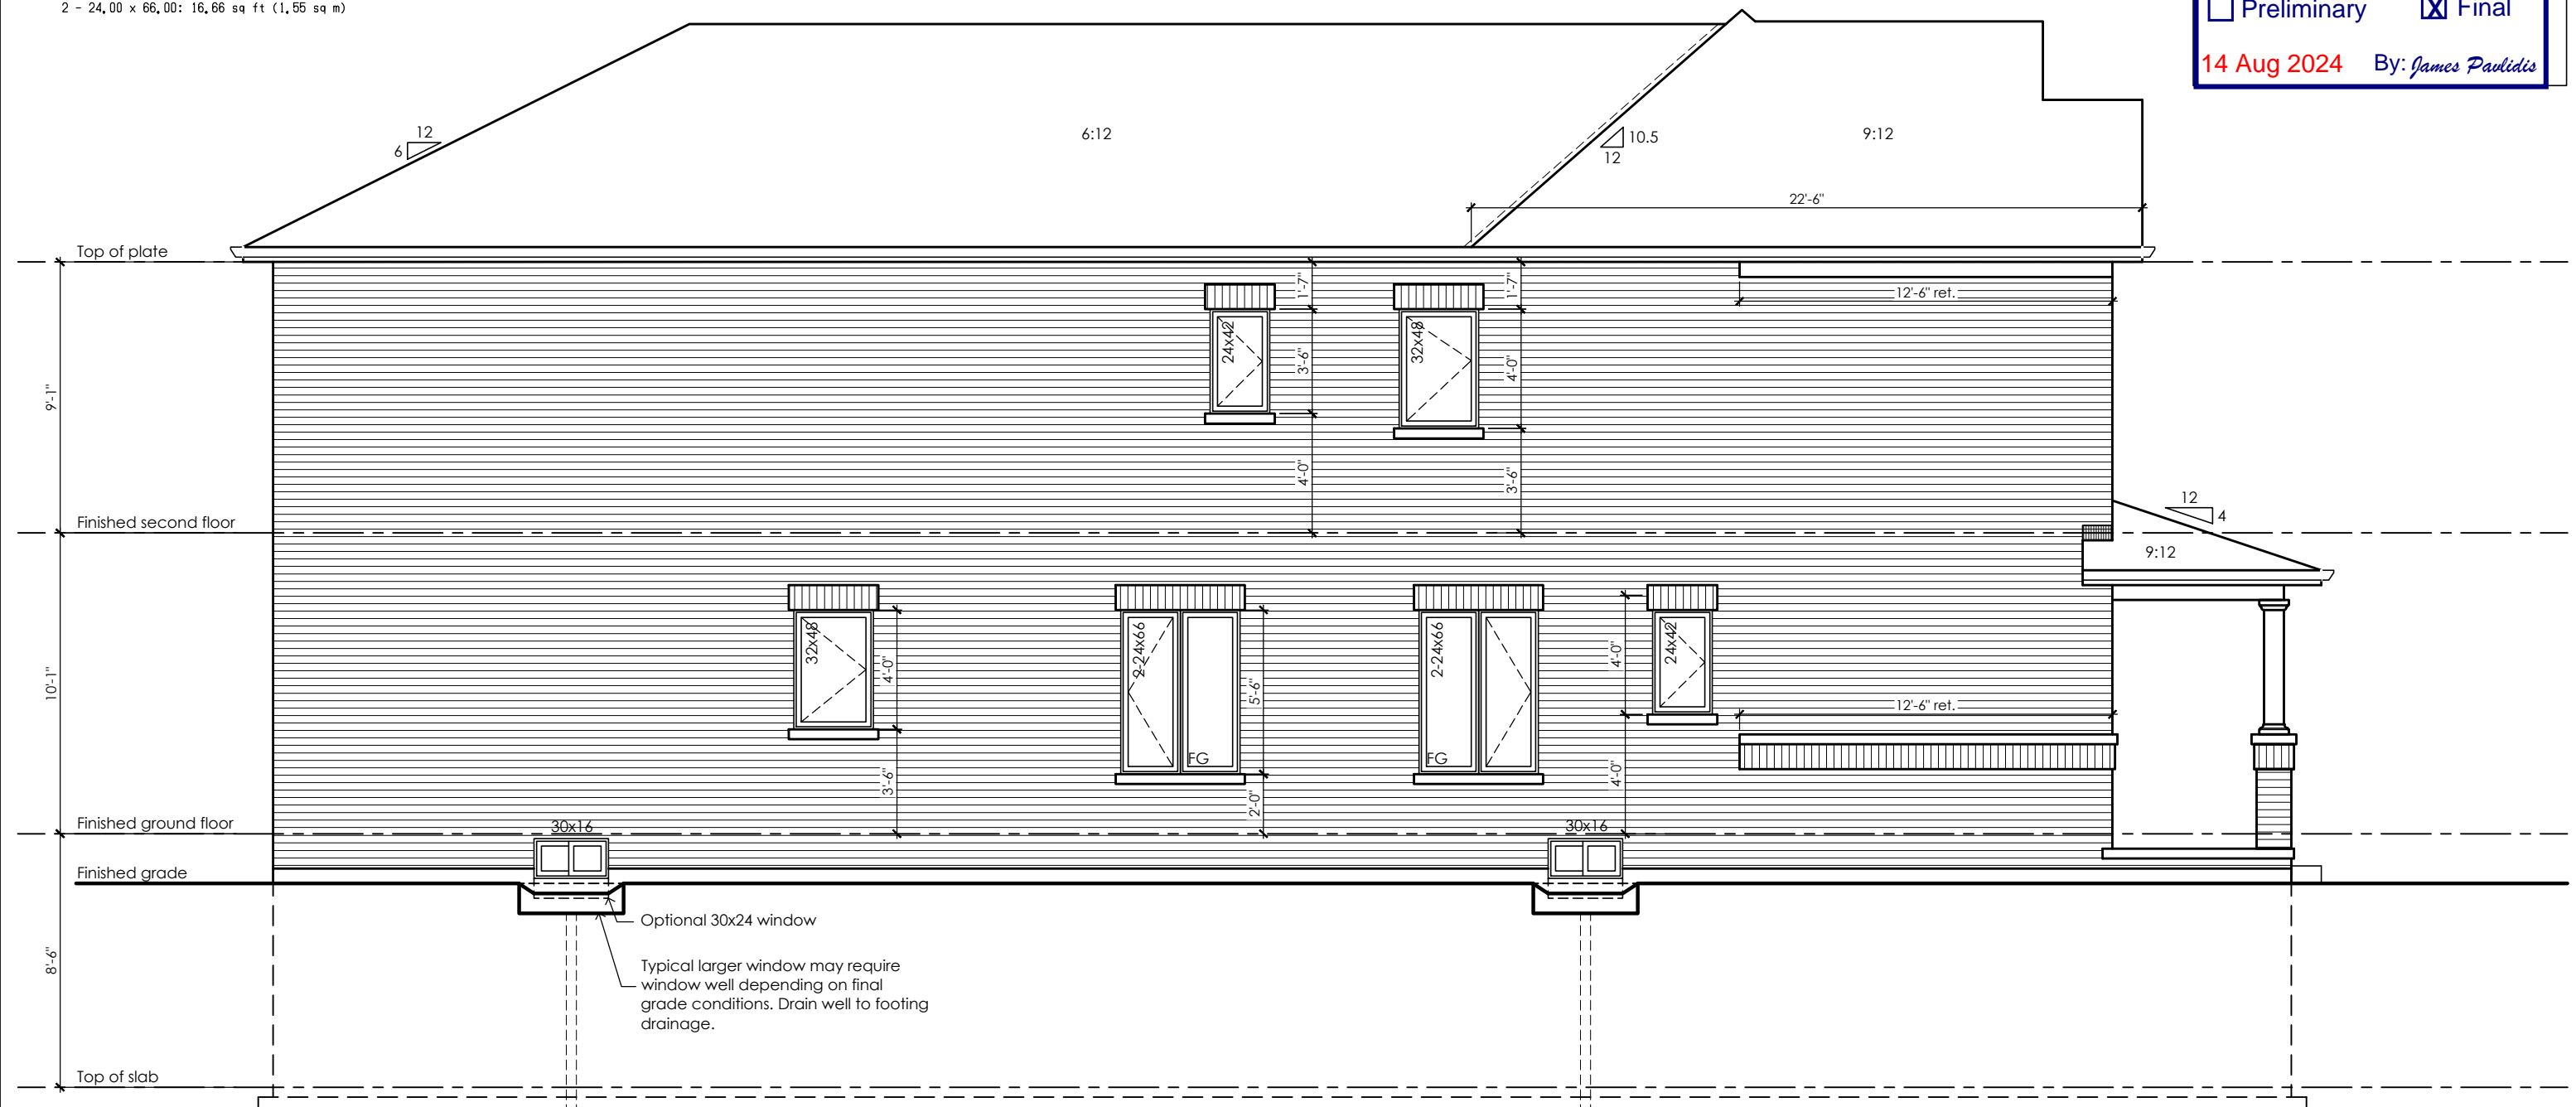 2 - 24.00 x 66.00: 16.66 sq ft (1.55 sq m)
Preliminary X Final
14 Aug 2024 By: James Pavlidis
12
6
6:12
10.5
12
9:12
22'-6"
Top of plate
1'-7"
1'-7"
12'-6" ret.
24x42
32x48
3'-6"
4'-0"
9'-1"
4'-0"
3'-6"
12
4
Finished second floor
9:12
32x48
2-24x66
2-24x66
24x42
4'-0"
4'-0"
5'-6"
10'-1"
12'-6" ret.
FG
FG
3'-6"
2'-0"
4'-0"
Finished ground floor
30x16
30x16
Finished grade
Optional 30x24 window
8'-6"
Typical larger window may require
window well depending on final
grade conditions. Drain well to footing
drainage.
Top of slab